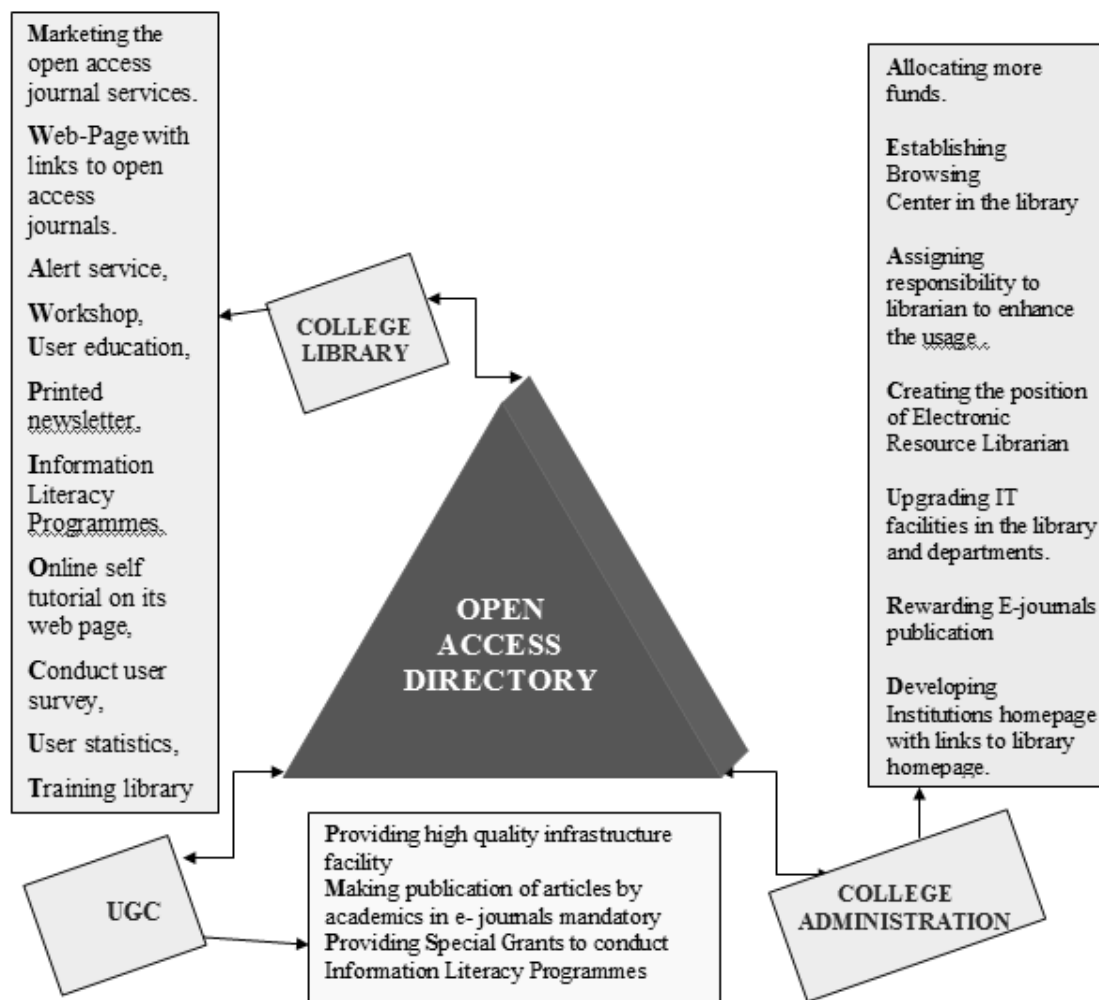 Marketing the
open access
journal services.
Web-Page with
links to open
access
journals.
Alert service,
Workshop,
User education,
Printed
newsletter,
Information
Literacy
Programmes,
Online self
tutorial on its
web page,
Conduct user
survey,
User statistics,
Training library
COLLEGE
LIBRARY
OPEN
ACCESS
DIRECTORY
Allocating more
funds.
Establishing
Browsing
Center in the library
Assigning
responsibility to
librarian to enhance
the usage .
Creating the position
of Electronic
Resource Librarian
Upgrading IT
facilities in the library
and departments.
Rewarding E-journals
publication
Developing
Institutions homepage
with links to library
homepage.
UGC
Providing high quality infrastructure
facility
Making publication of articles by
academics in e- journals mandatory
Providing Special Grants to conduct
Information Literacy Programmes
COLLEGE
ADMINISTRATION